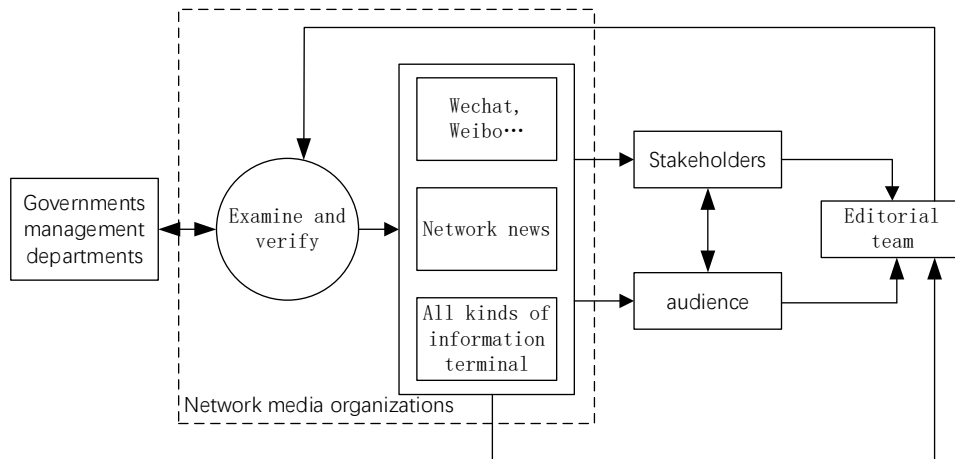 Wechat,
Weibo…
Stakeholders
Governments
management
departments
Examine and
verify
Network news
Editorial
team
audience
All kinds of
information
terminal
Network media organizations